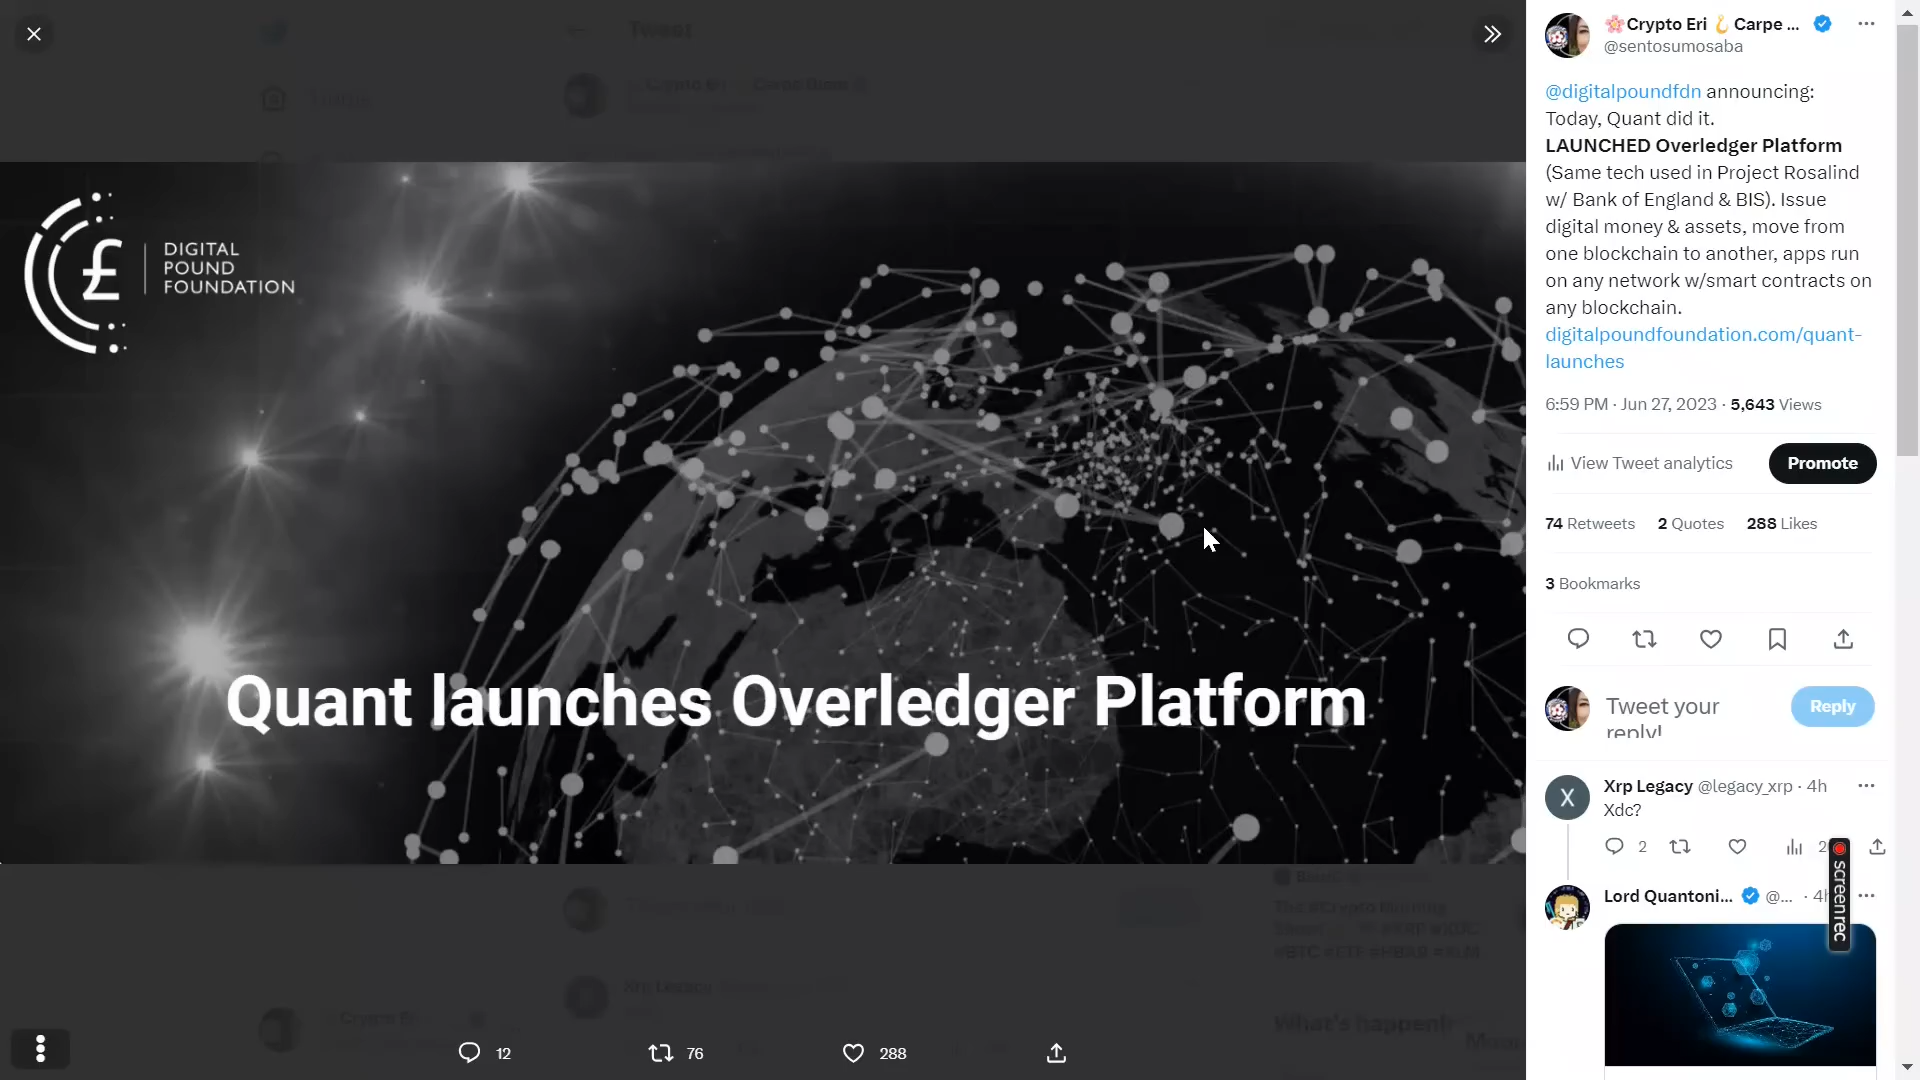 DIGITAL
POUND
FOUNDATION
Quant launches Overledger Platform
12
76
288
🌸Crypto Eri 🪝Carpe ...
@sentosumosaba
@digitalpoundfdn announcing:
Today, Quant did it.
LAUNCHED Overledger Platform
(Same tech used in Project Rosalind
w/ Bank of England & BIS). Issue
digital money & assets, move from
one blockchain to another, apps run
on any network w/smart contracts on
any blockchain.
digitalpoundfoundation.com/quant-
launches
6:59 PM · Jun 27, 2023 · 5,643 Views
View Tweet analytics
Promote
74 Retweets 2 Quotes 288 Likes
3 Bookmarks
Tweet your
reply!
Reply
X
Xrp Legacy @legacy_xrp · 4h
Xdc?
2
Lord Quantoni... @... · 4h
screenrec
Tweet
What's happeni